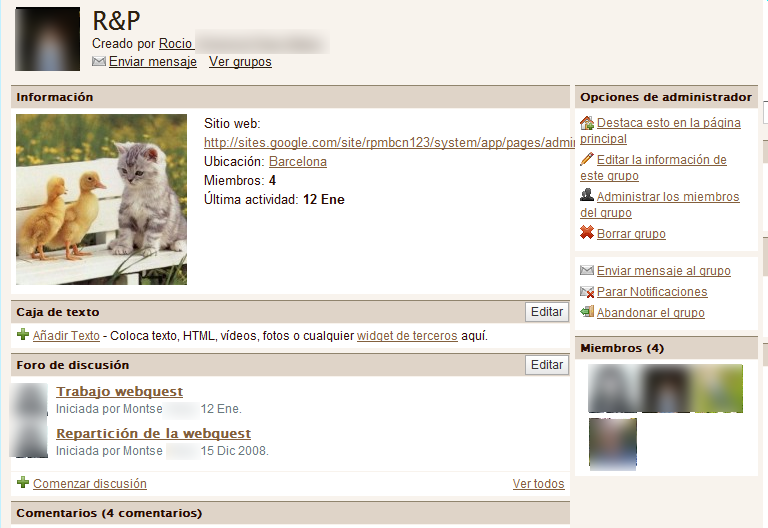 R&P
Creado por Rocio
Enviar mensaje Ver grupos
Información
Sitio web:
http://sites.google.com/site/rpmbcn123/system/app/pages/admin
Ubicación: Barcelona
Miembros: 4
Última actividad: 12 Ene
Caja de texto Editar
Añadir Texto - Coloca texto, HTML, vídeos, fotos o cualquier widget de terceros aquí.
Foro de discusión Editar
Trabajo webquest
Iniciada por Montse 12 Ene.
Repartición de la webquest
Iniciada por Montse 15 Dic 2008.
Comenzar discusión Ver todos
Comentarios (4 comentarios)
Opciones de administrador
Destaca esto en la página
principal
Editar la información de
este grupo
Administrar los miembros
del grupo
Borrar grupo
Enviar mensaje al grupo
Parar Notificaciones
Abandonar el grupo
Miembros (4)